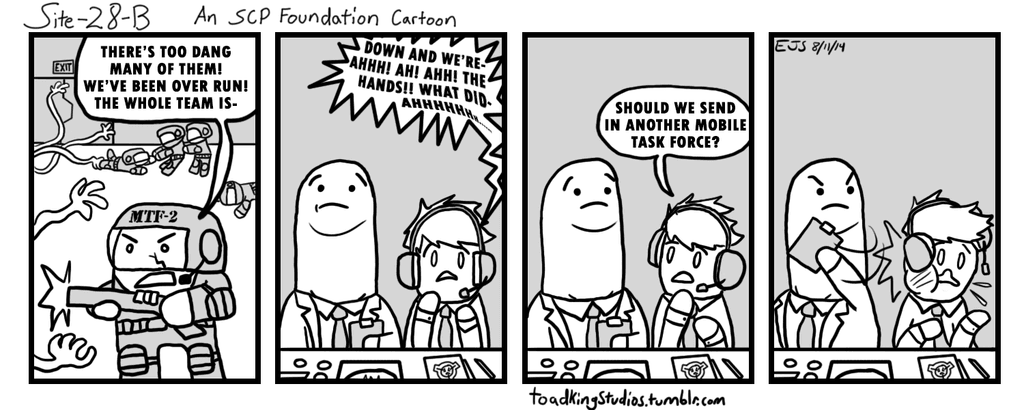 Site-28-B An SCP Foundation Cartoon
THERE'S TOO DANG
MANY OF THEM!
WE'VE BEEN OVER RUN!
THE WHOLE TEAM IS-
EXIT
MTF-2
DOWN AND WE'RE-
AHHH! AH! AHH! THE
HANDS!! WHAT DID-
AHHHHHHH....
SHOULD WE SEND
IN ANOTHER MOBILE
TASK FORCE?
EJS 8/11/14
toadkingstudios.tumblr.com